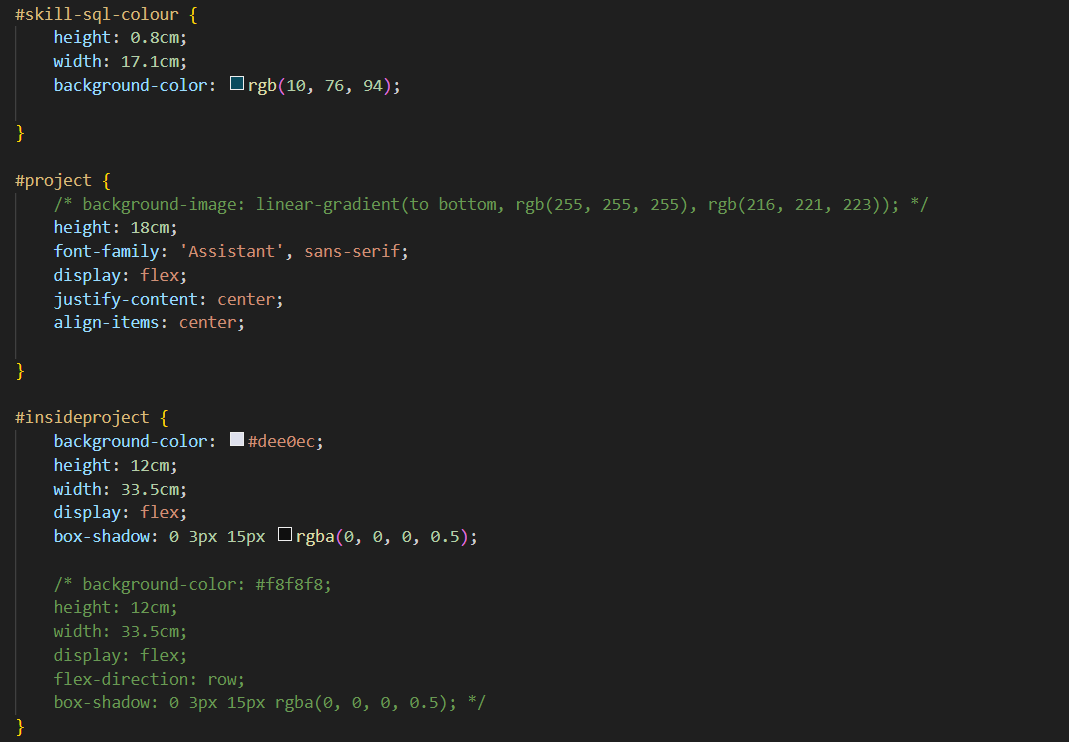 #skill-sql-colour {
    height: 0.8cm;
    width: 17.1cm;
    background-color: rgb(10, 76, 94);

}

#project {
    /* background-image: linear-gradient(to bottom, rgb(255, 255, 255), rgb(216, 221, 223)); */
    height: 18cm;
    font-family: 'Assistant', sans-serif;
    display: flex;
    justify-content: center;
    align-items: center;

}

#insideproject {
    background-color: #dee0ec;
    height: 12cm;
    width: 33.5cm;
    display: flex;
    box-shadow: 0 3px 15px rgba(0, 0, 0, 0.5);

    /* background-color: #f8f8f8;
    height: 12cm;
    width: 33.5cm;
    display: flex;
    flex-direction: row;
    box-shadow: 0 3px 15px rgba(0, 0, 0, 0.5); */
}